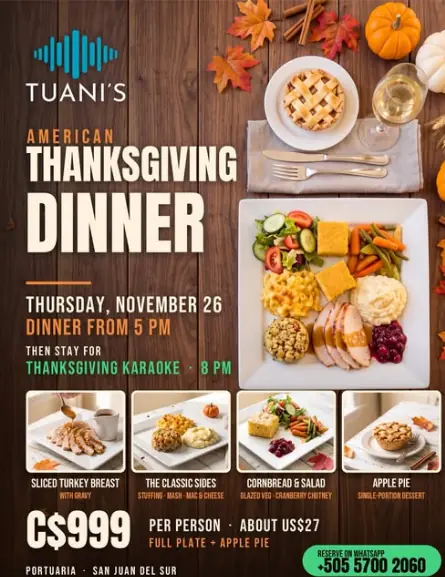 TUANI'S
AMERICAN
THANKSGIVING
DINNER
THURSDAY, NOVEMBER 26
DINNER FROM 5 PM
THEN STAY FOR
THANKSGIVING KARAOKE · 8 PM
SLICED TURKEY BREAST
WITH GRAVY
THE CLASSIC SIDES
STUFFING · MASH · MAC & CHEESE
CORNBREAD & SALAD
GLAZED VEG · CRANBERRY CHUTNEY
APPLE PIE
SINGLE-PORTION DESSERT
C$999
PER PERSON · ABOUT US$27
FULL PLATE + APPLE PIE
RESERVE ON WHATSAPP
+505 5700 2060
PORTUARIA · SAN JUAN DEL SUR